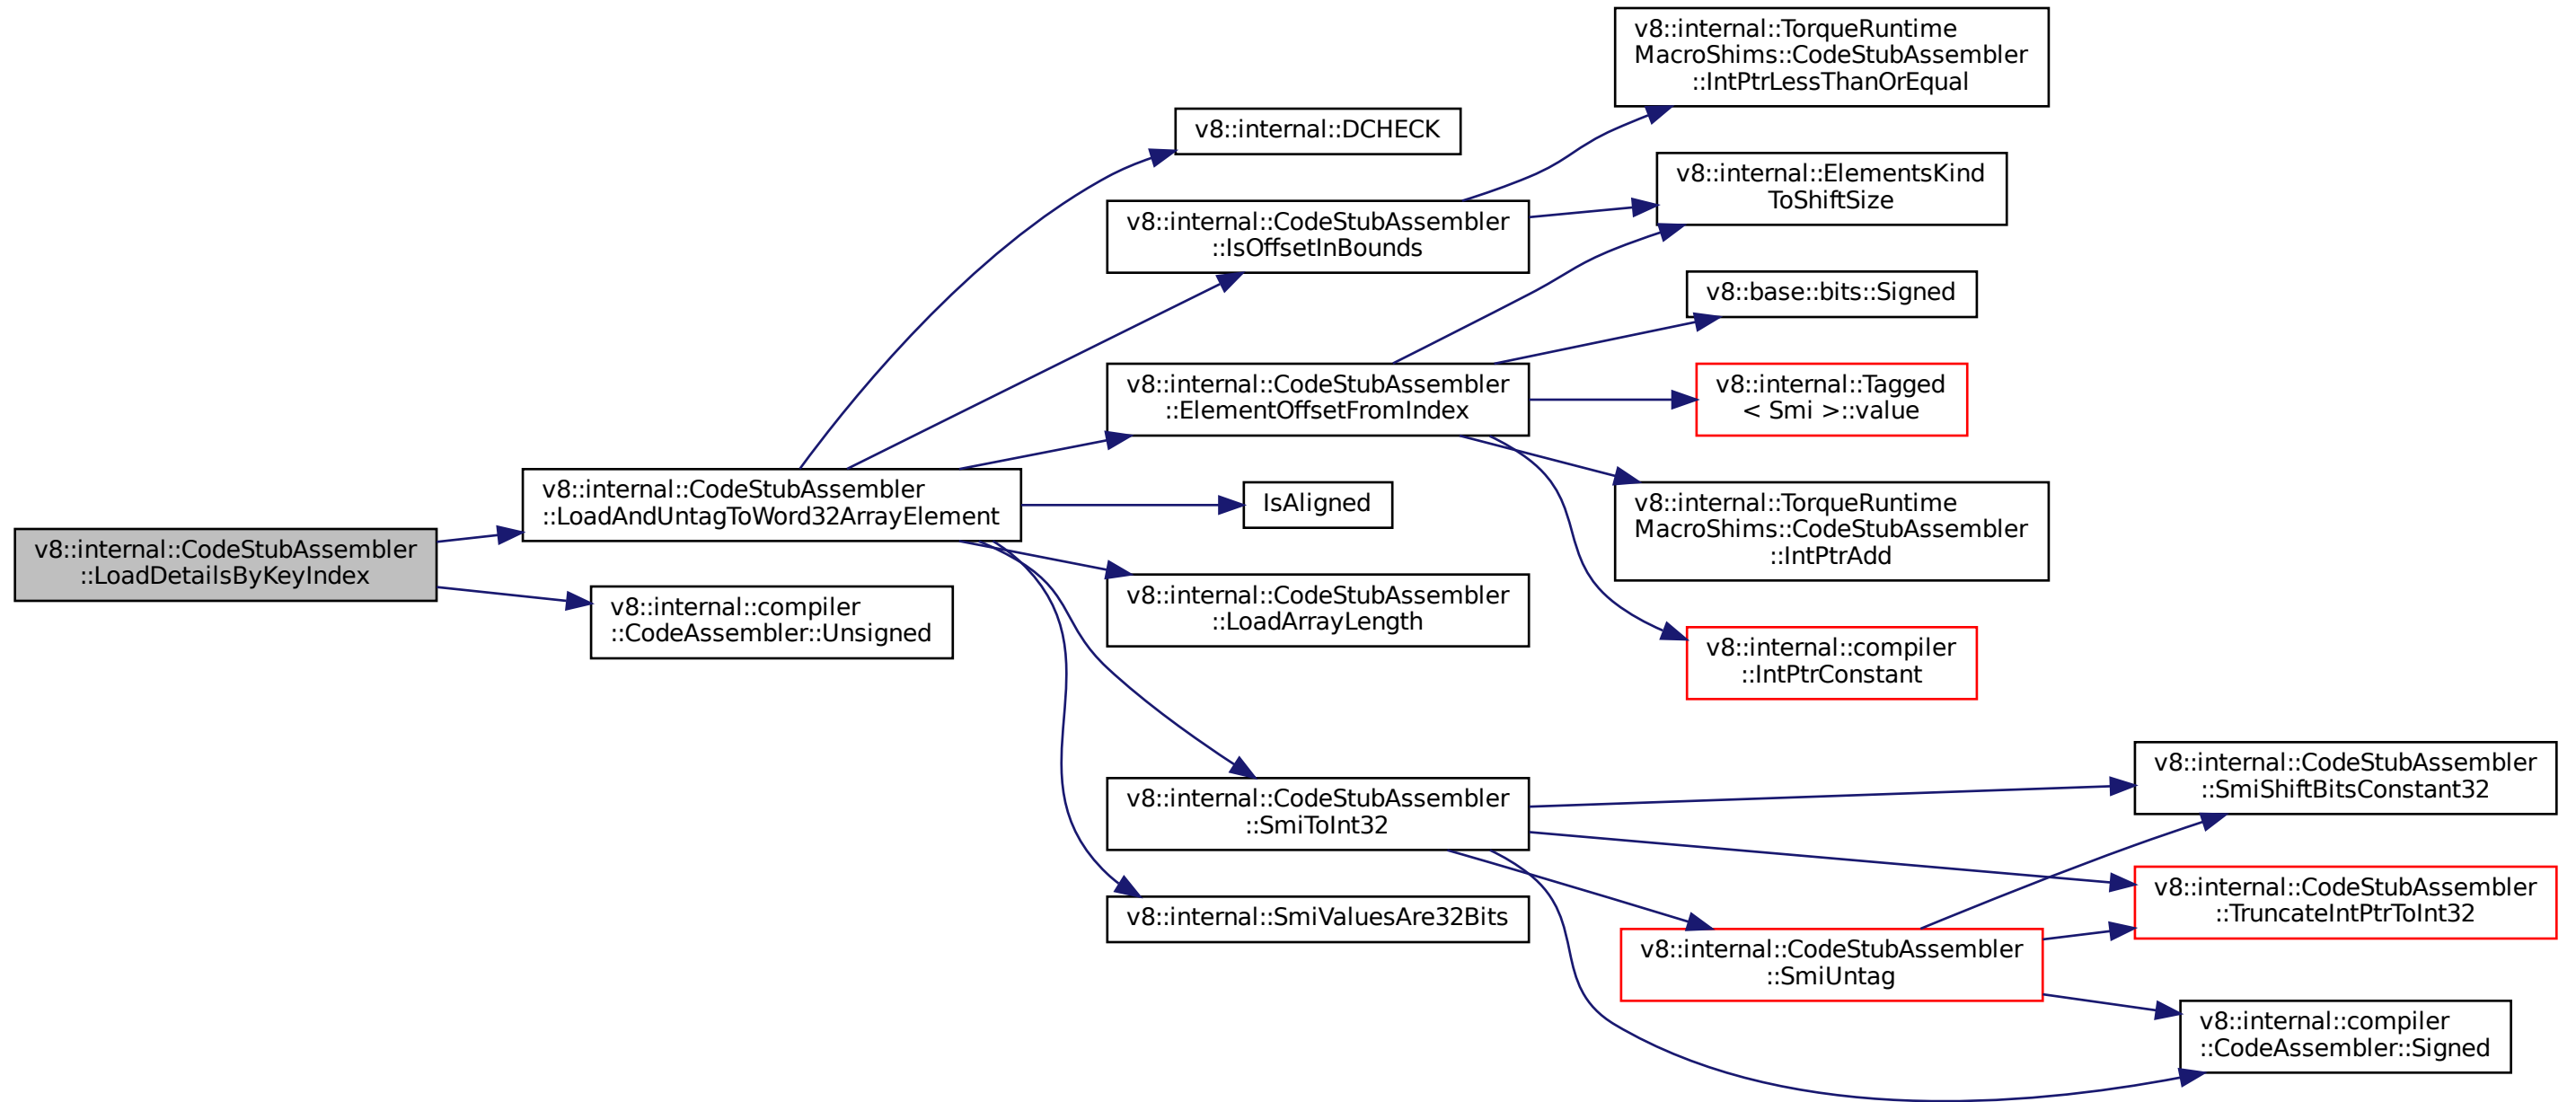 v8::internal::CodeStubAssembler
::LoadDetailsByKeyIndex
v8::internal::CodeStubAssembler
::LoadAndUntagToWord32ArrayElement
v8::internal::compiler
::CodeAssembler::Unsigned
v8::internal::DCHECK
v8::internal::CodeStubAssembler
::IsOffsetInBounds
v8::internal::CodeStubAssembler
::ElementOffsetFromIndex
IsAligned
v8::internal::CodeStubAssembler
::LoadArrayLength
v8::internal::CodeStubAssembler
::SmiToInt32
v8::internal::SmiValuesAre32Bits
v8::internal::TorqueRuntime
MacroShims::CodeStubAssembler
::IntPtrLessThanOrEqual
v8::internal::ElementsKind
ToShiftSize
v8::base::bits::Signed
v8::internal::Tagged
< Smi >::value
v8::internal::TorqueRuntime
MacroShims::CodeStubAssembler
::IntPtrAdd
v8::internal::compiler
::IntPtrConstant
v8::internal::CodeStubAssembler
::SmiUntag
v8::internal::CodeStubAssembler
::SmiShiftBitsConstant32
v8::internal::CodeStubAssembler
::TruncateIntPtrToInt32
v8::internal::compiler
::CodeAssembler::Signed